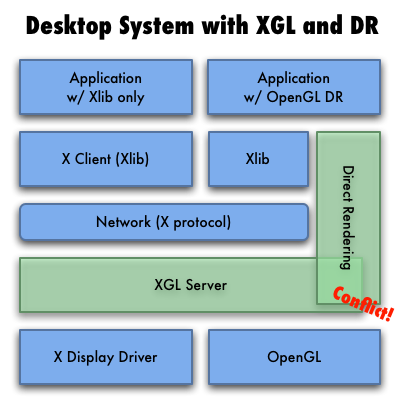 Desktop System with XGL and DR
Application
w/ Xlib only
Application
w/ OpenGL DR
X Client (Xlib)
Xlib
Direct Rendering
Network (X protocol)
XGL Server
Conflict!
X Display Driver
OpenGL